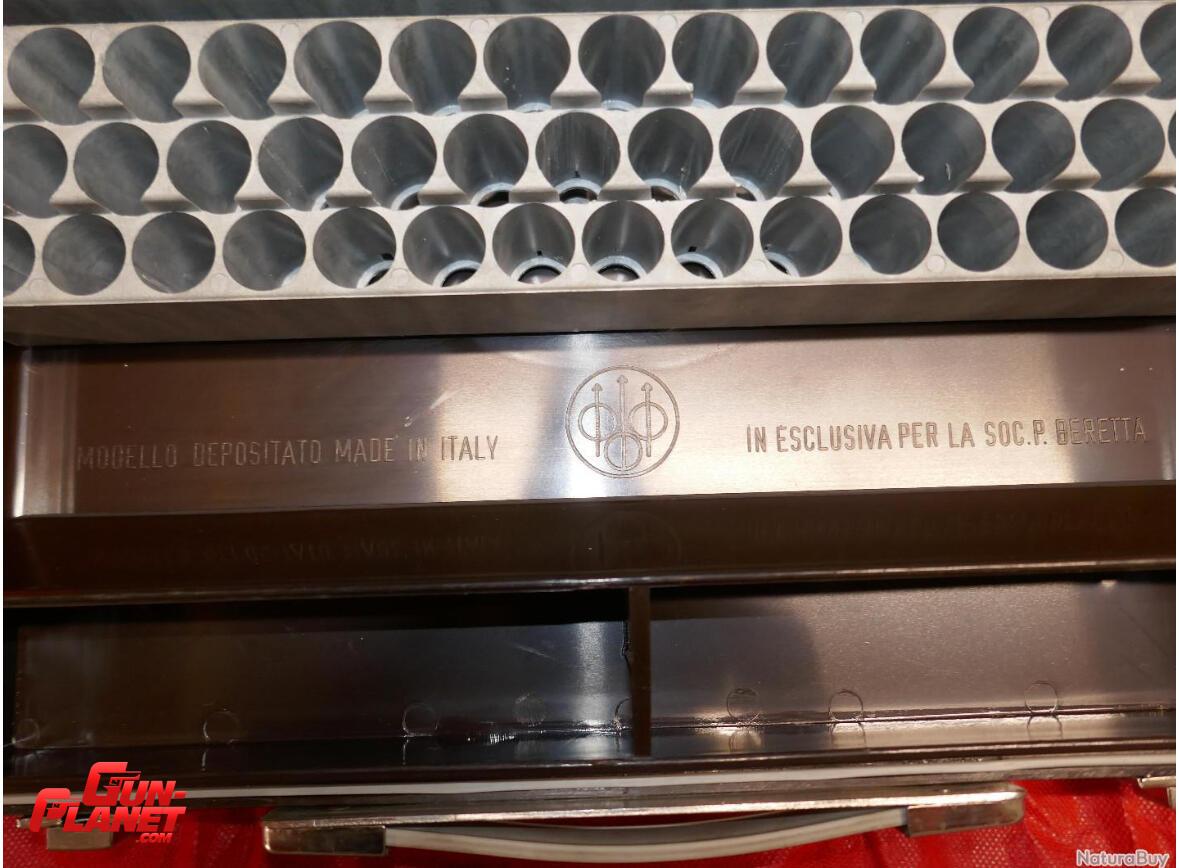 MODELLO DEPOSITATO MADE IN ITALY
IN ESCLUSIVA PER LA SOC. P. BERETTA
GUN-
PLANET
.COM
NaturaBuy